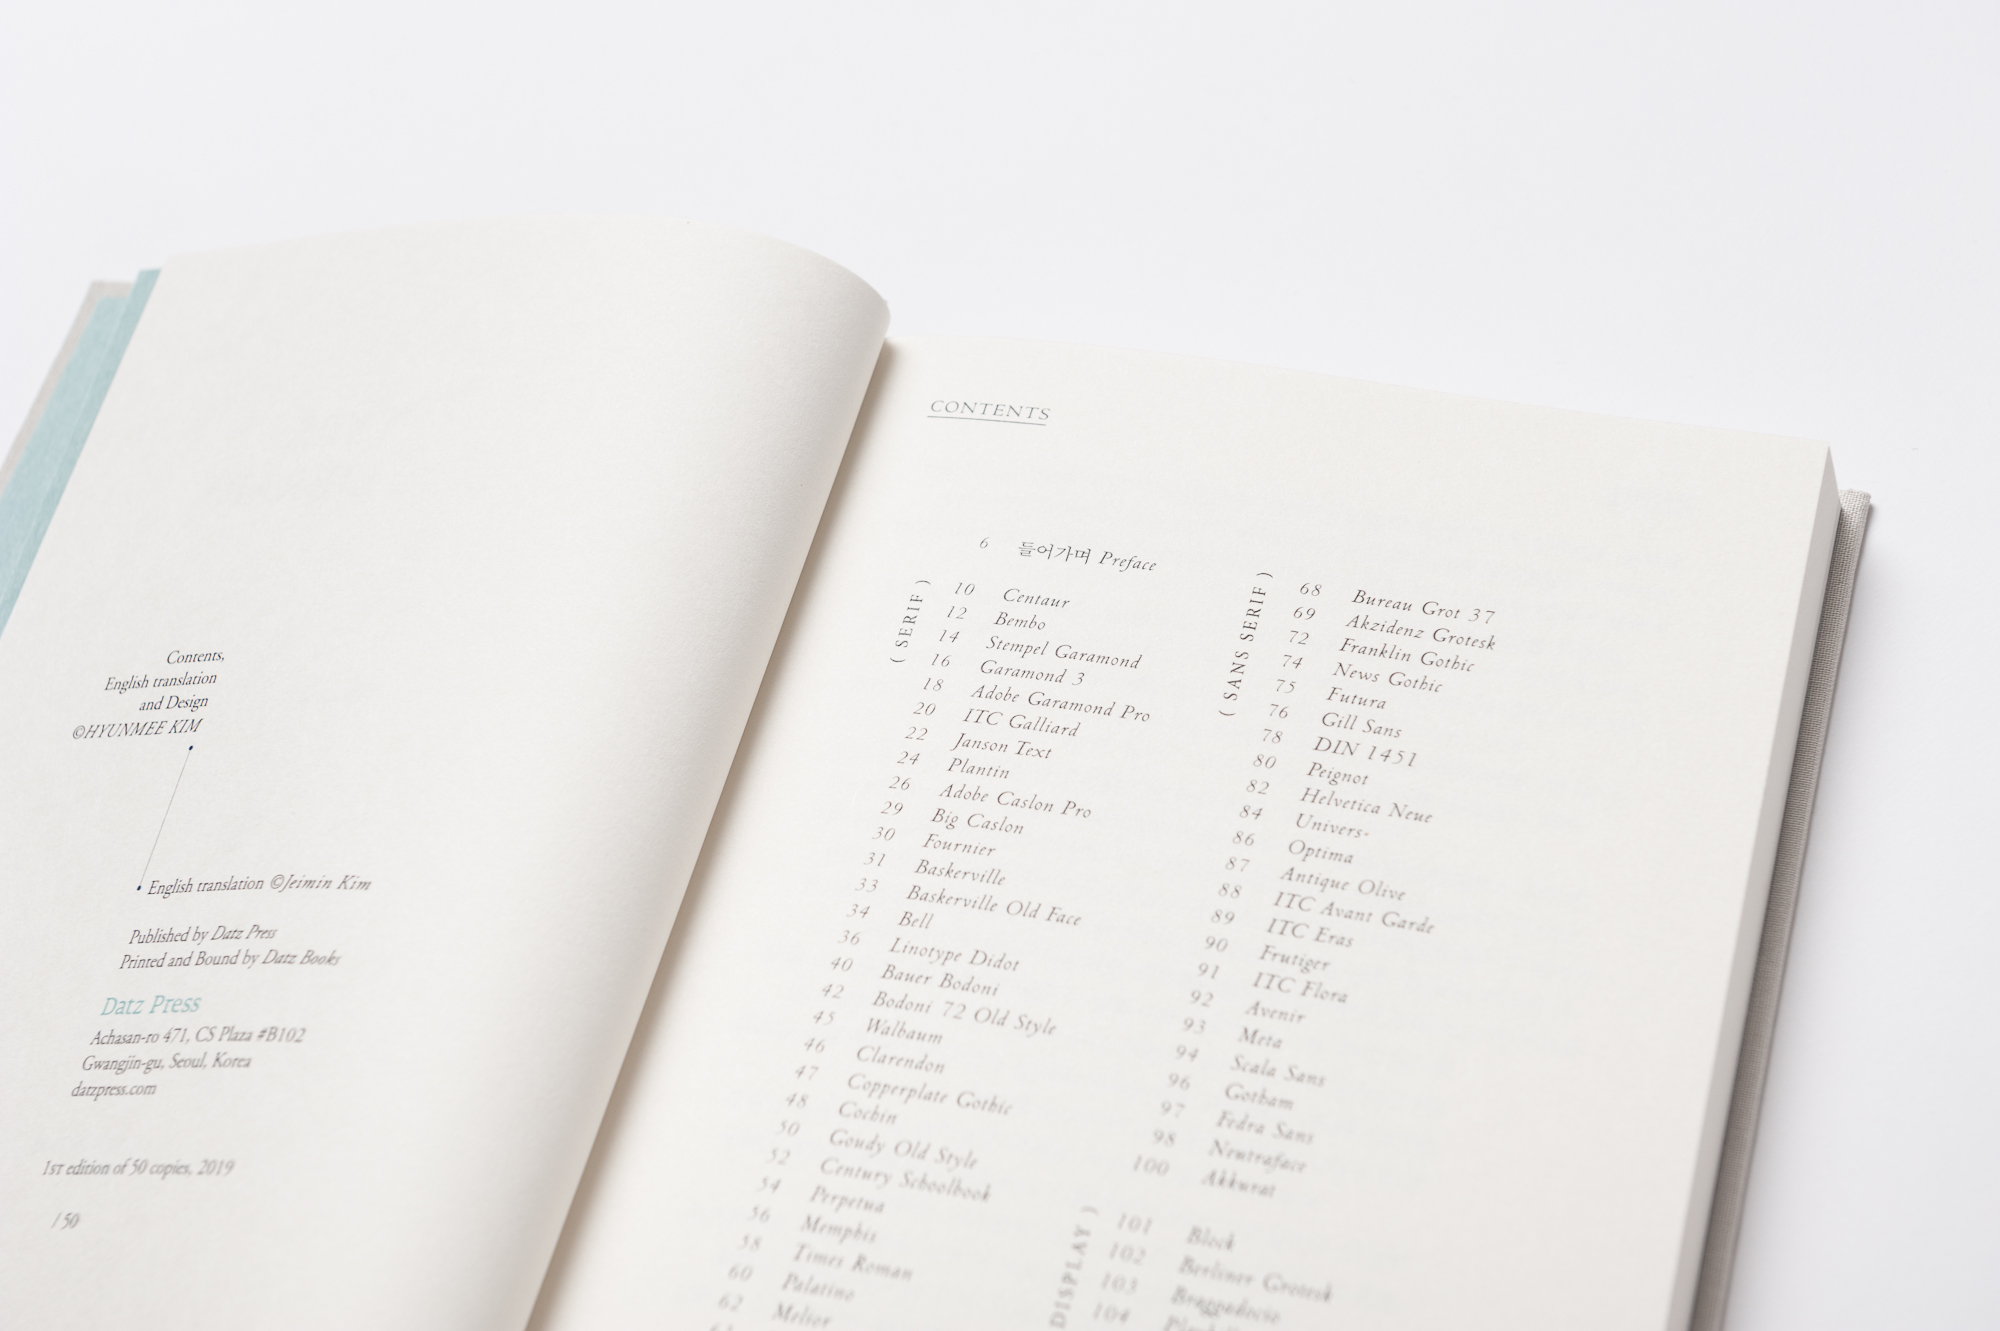 Contents,
English translation
and Design
©HYUNMEE KIM
English translation ©Jeimin Kim
Published by Datz Press
Printed and Bound by Datz Books
Datz Press
Achasan-ro 471, CS Plaza #B102
Gwangjin-gu, Seoul, Korea
datzpress.com
1ST edition of 50 copies, 2019
/ 50
CONTENTS
6 들어가며 Preface
( SERIF )
10 Centaur
12 Bembo
14 Stempel Garamond
16 Garamond 3
18 Adobe Garamond Pro
20 ITC Galliard
22 Janson Text
24 Plantin
26 Adobe Caslon Pro
29 Big Caslon
30 Fournier
31 Baskerville
33 Baskerville Old Face
34 Bell
36 Linotype Didot
40 Bauer Bodoni
42 Bodoni 72 Old Style
45 Walbaum
46 Clarendon
47 Copperplate Gothic
48 Cochin
50 Goudy Old Style
52 Century Schoolbook
54 Perpetua
56 Memphis
58 Times Roman
60 Palatino
62 Melior
( SANS SERIF )
68 Bureau Grot 37
69 Akzidenz Grotesk
72 Franklin Gothic
74 News Gothic
75 Futura
76 Gill Sans
78 DIN 1451
80 Peignot
82 Helvetica Neue
84 Univers-
86 Optima
87 Antique Olive
88 ITC Avant Garde
89 ITC Eras
90 Frutiger
91 ITC Flora
92 Avenir
93 Meta
94 Scala Sans
96 Gotham
97 Fedra Sans
98 Neutraface
100 Akkurat
DISPLAY )
101 Block
102 Berliner Grotesk
103 Braggadocio
104